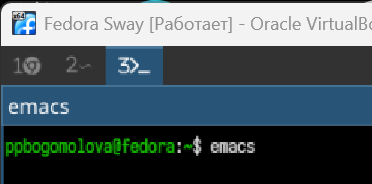 Fedora Sway [Работает] - Oracle VirtualBo
1 2 3
emacs
ppbogomolova@fedora:~$ emacs